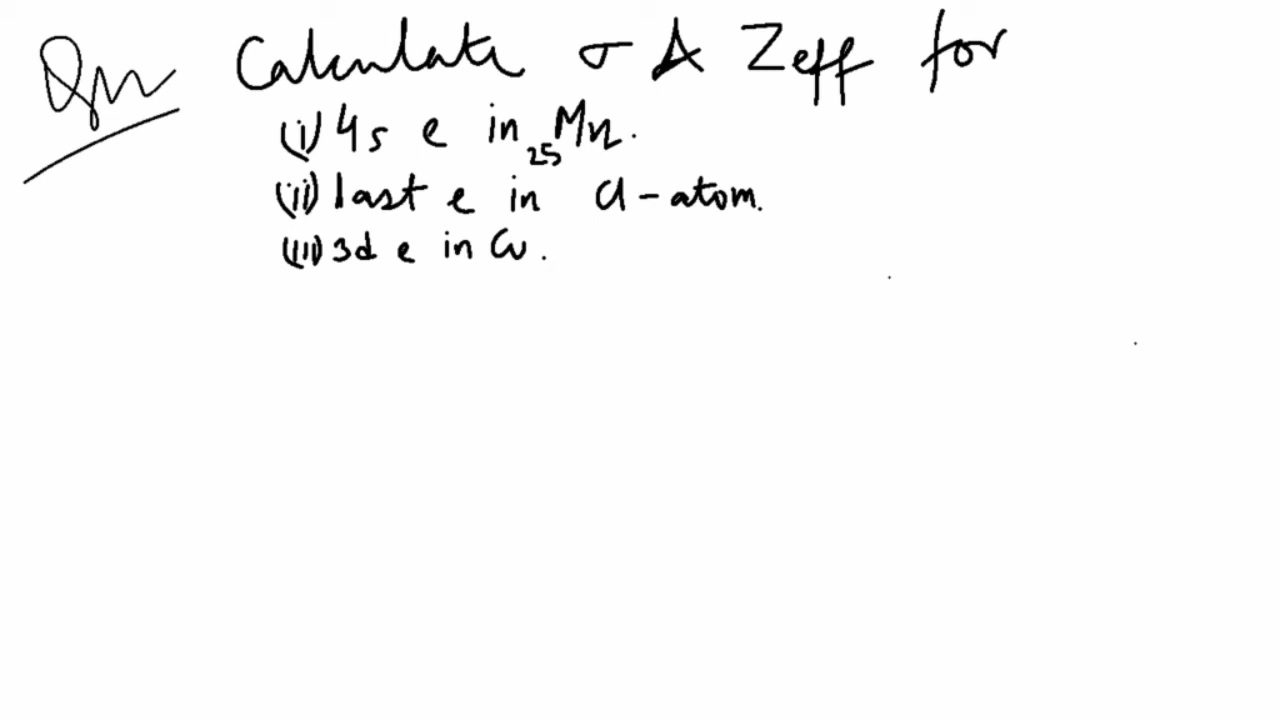 Qn Calculate σ & Zeff for
(i) 4s e in 25Mn.
(ii) last e in Cl-atom.
(iii) 3d e in Cu.